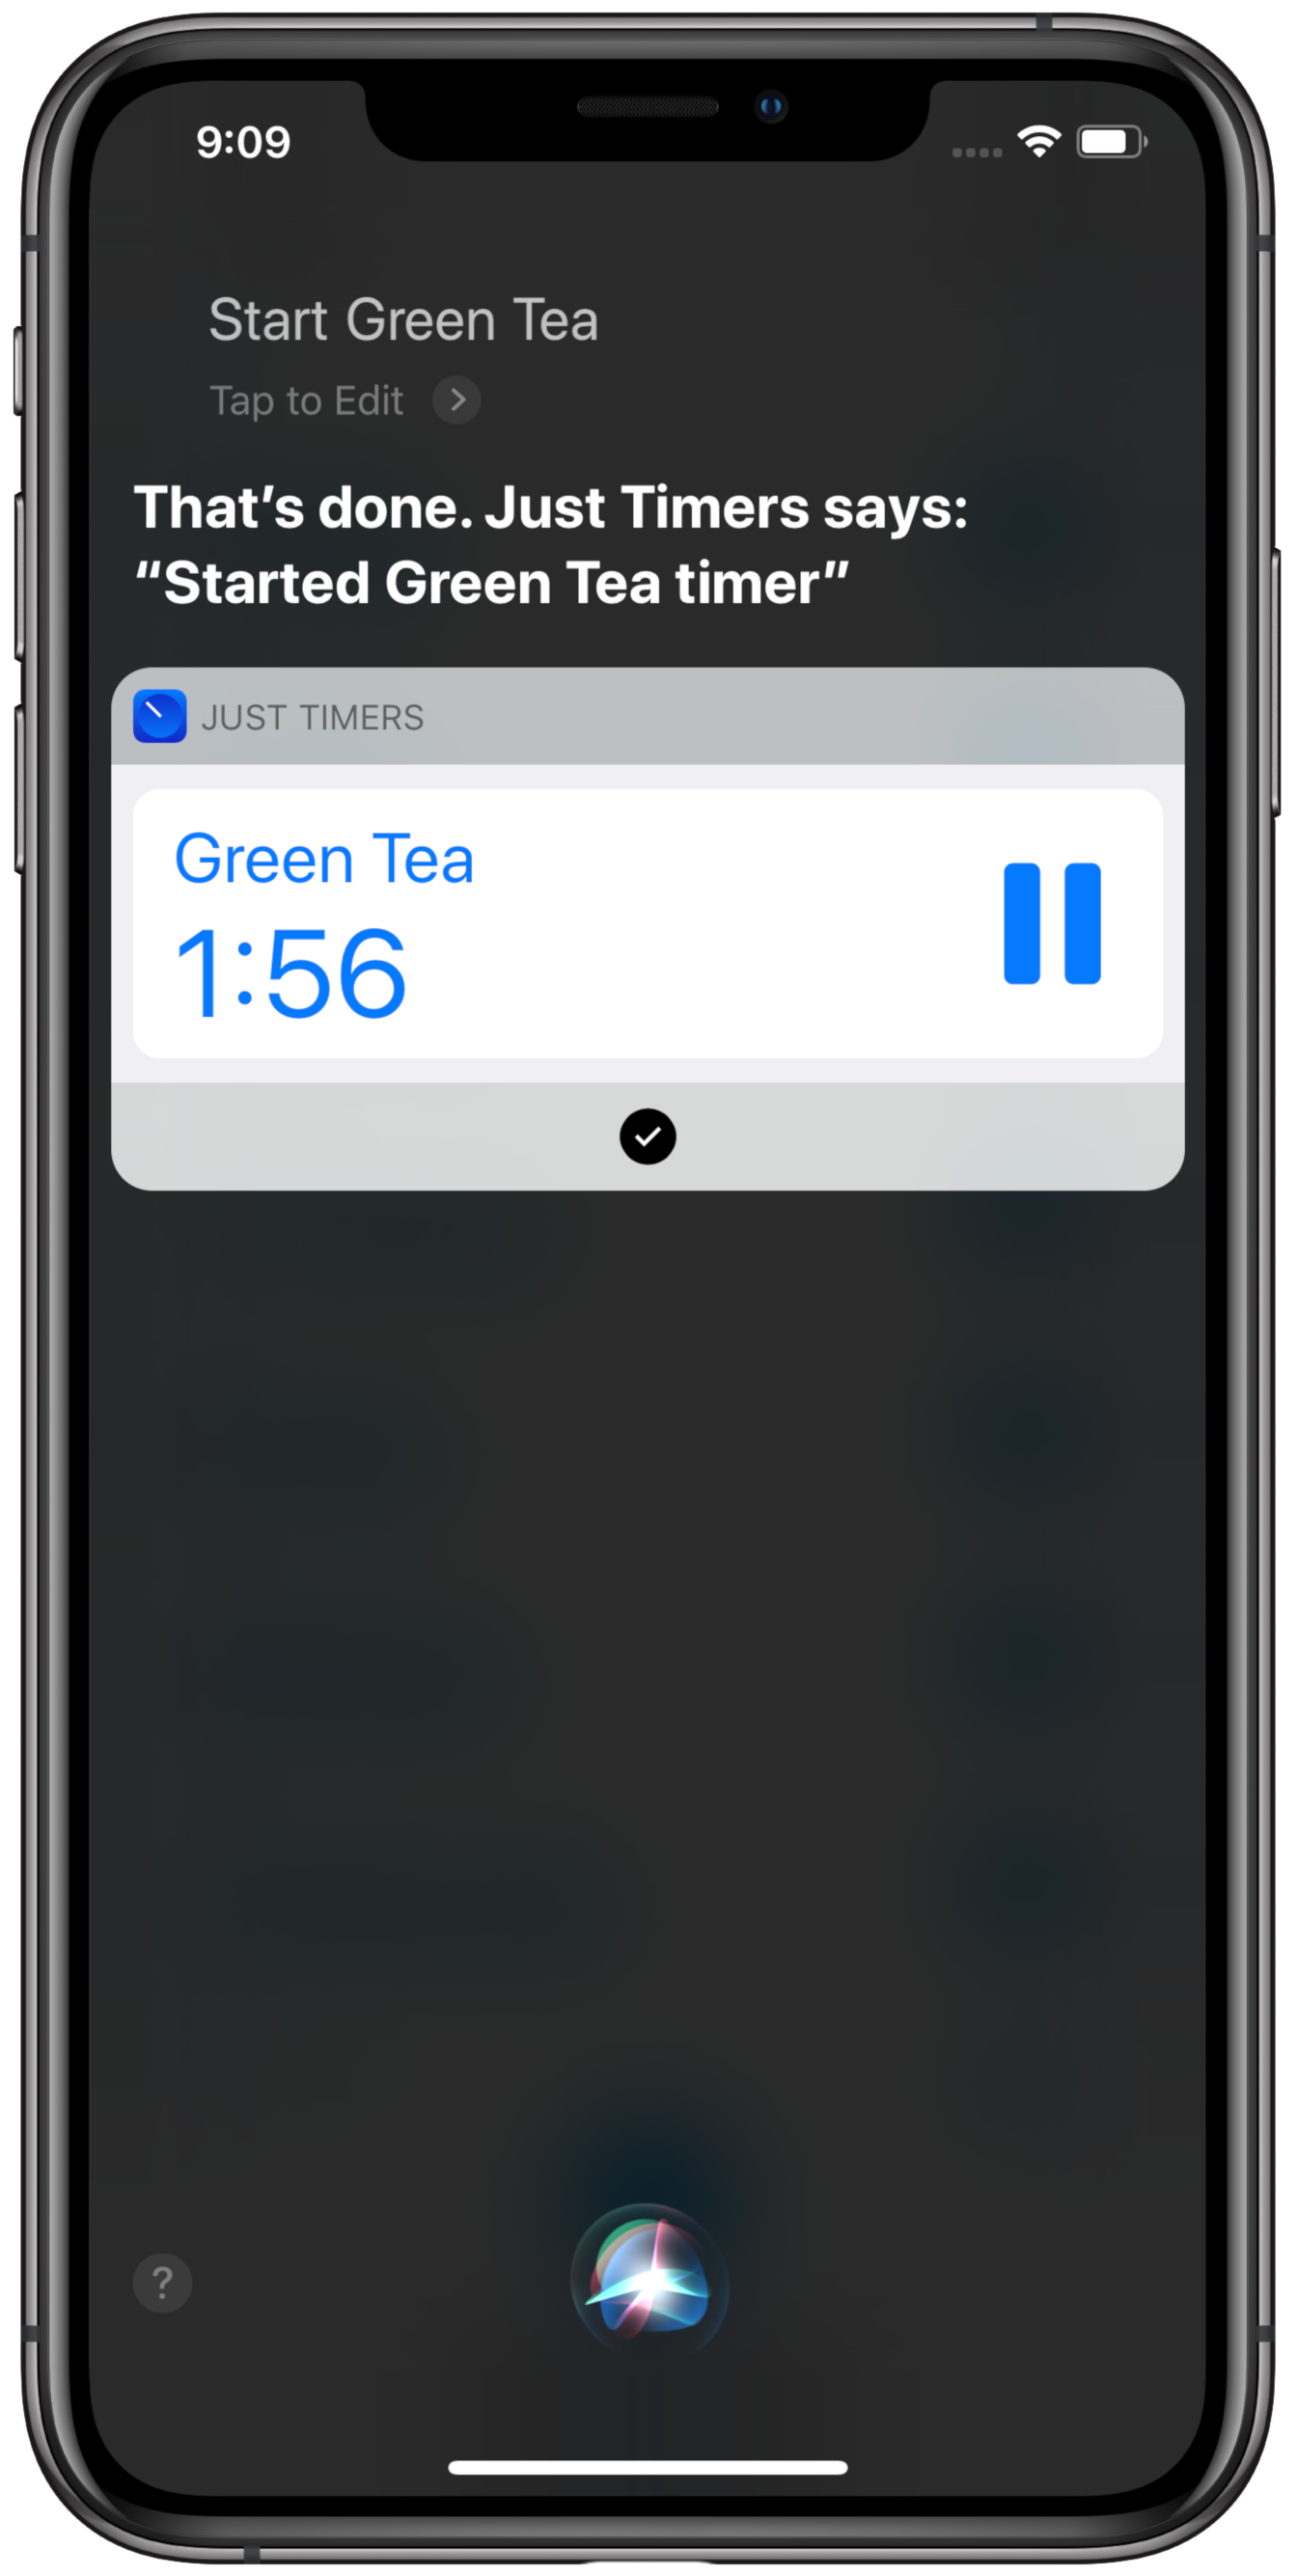 9:09
Start Green Tea
Tap to Edit
That’s done. Just Timers says:
“Started Green Tea timer”
JUST TIMERS
Green Tea
1:56
?